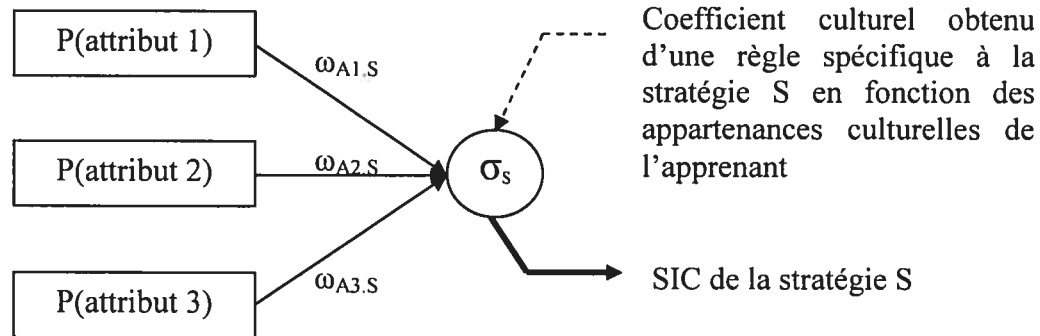 P(attribut 1)
ωA1.S
Coefficient culturel obtenu
d'une règle spécifique à la
stratégie S en fonction des
appartenances culturelles de
l'apprenant
P(attribut 2)
ωA2.S
σs
P(attribut 3)
ωA3.S
SIC de la stratégie S